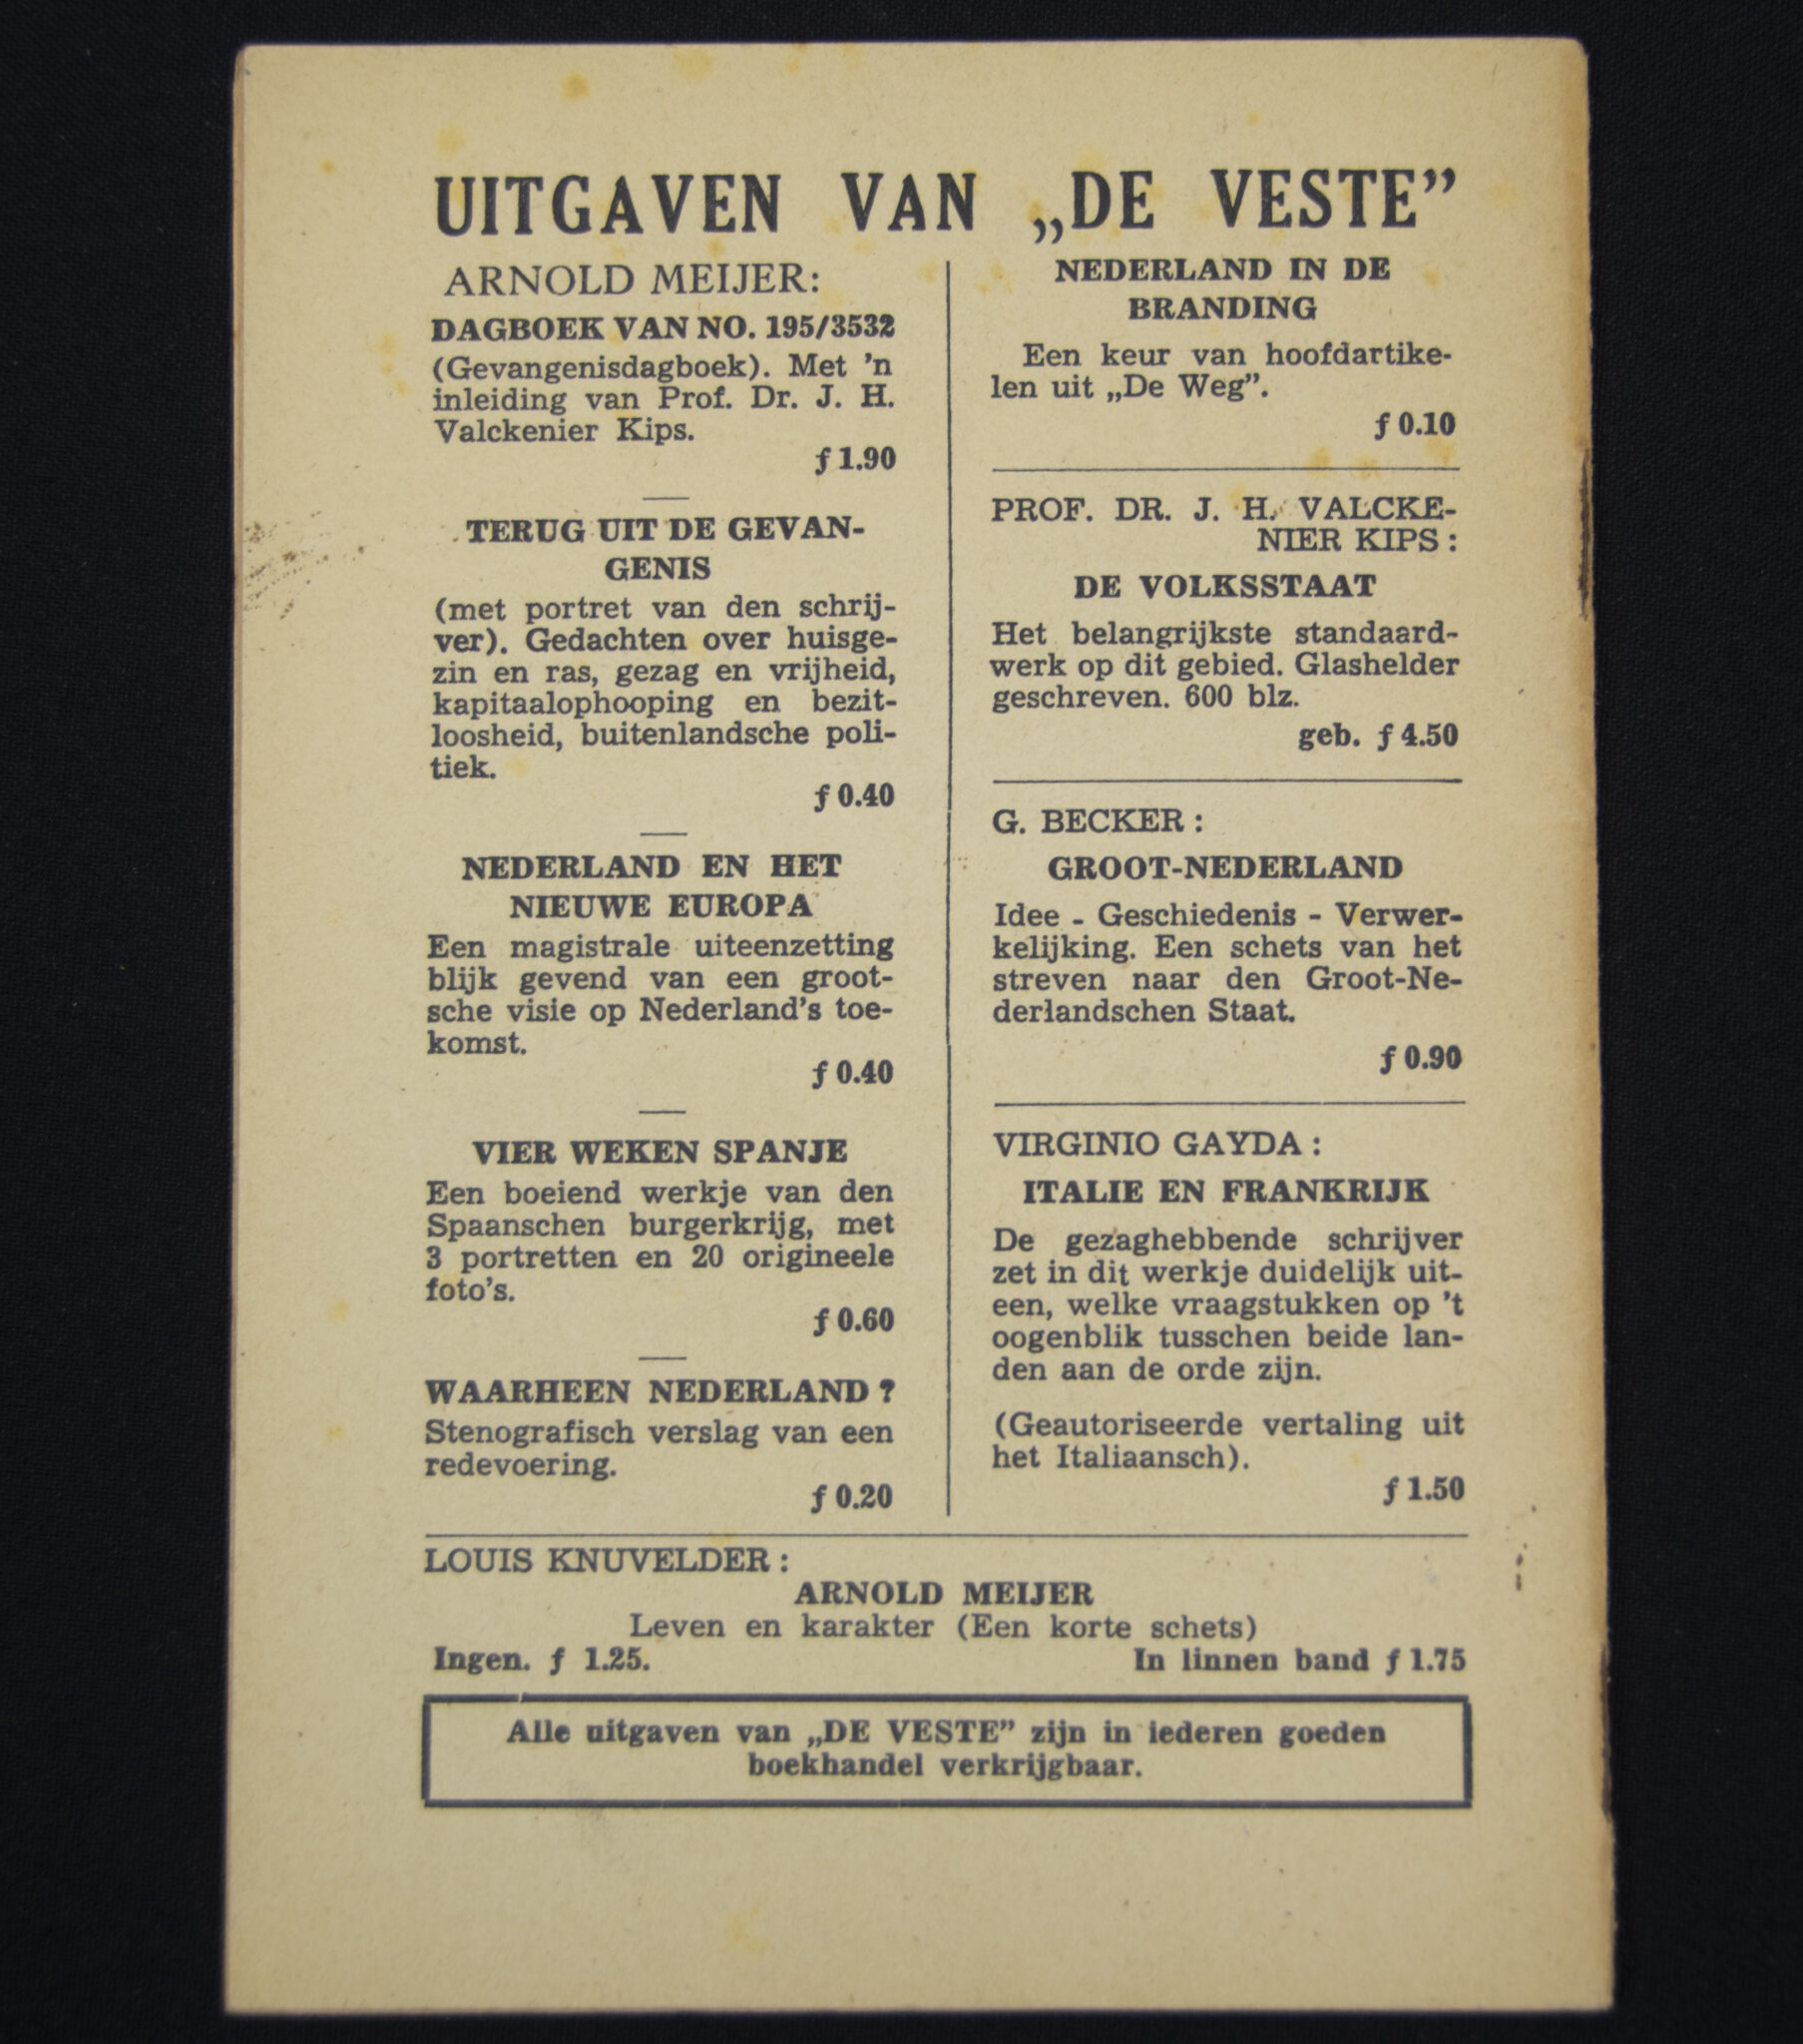 UITGAVEN VAN „DE VESTE”
ARNOLD MEIJER:
DAGBOEK VAN NO. 195/3532
(Gevangenisdagboek). Met ’n
inleiding van Prof. Dr. J. H.
Valckenier Kips.
ƒ 1.90
TERUG UIT DE GEVAN-
GENIS
(met portret van den schrij-
ver). Gedachten over huisge-
zin en ras, gezag en vrijheid,
kapitaalophooping en bezit-
loosheid, buitenlandsche poli-
tiek.
ƒ 0.40
NEDERLAND EN HET
NIEUWE EUROPA
Een magistrale uiteenzetting
blijk gevend van een groot-
sche visie op Nederland’s toe-
komst.
ƒ 0.40
VIER WEKEN SPANJE
Een boeiend werkje van den
Spaanschen burgerkrijg, met
3 portretten en 20 origineele
foto’s.
ƒ 0.60
WAARHEEN NEDERLAND ?
Stenografisch verslag van een
redevoering.
ƒ 0.20
NEDERLAND IN DE
BRANDING
Een keur van hoofdartike-
len uit „De Weg”.
ƒ 0.10
PROF. DR. J. H. VALCKE-
NIER KIPS :
DE VOLKSSTAAT
Het belangrijkste standaard-
werk op dit gebied. Glashelder
geschreven. 600 blz.
geb. ƒ 4.50
G. BECKER :
GROOT-NEDERLAND
Idee - Geschiedenis - Verwer-
kelijking. Een schets van het
streven naar den Groot-Ne-
derlandschen Staat.
ƒ 0.90
VIRGINIO GAYDA :
ITALIE EN FRANKRIJK
De gezaghebbende schrijver
zet in dit werkje duidelijk uit-
een, welke vraagstukken op ’t
oogenblik tusschen beide lan-
den aan de orde zijn.
(Geautoriseerde vertaling uit
het Italiaansch).
ƒ 1.50
LOUIS KNUVELDER :
ARNOLD MEIJER
Leven en karakter (Een korte schets)
Ingen. ƒ 1.25. In linnen band ƒ 1.75
Alle uitgaven van „DE VESTE” zijn in iederen goeden
boekhandel verkrijgbaar.